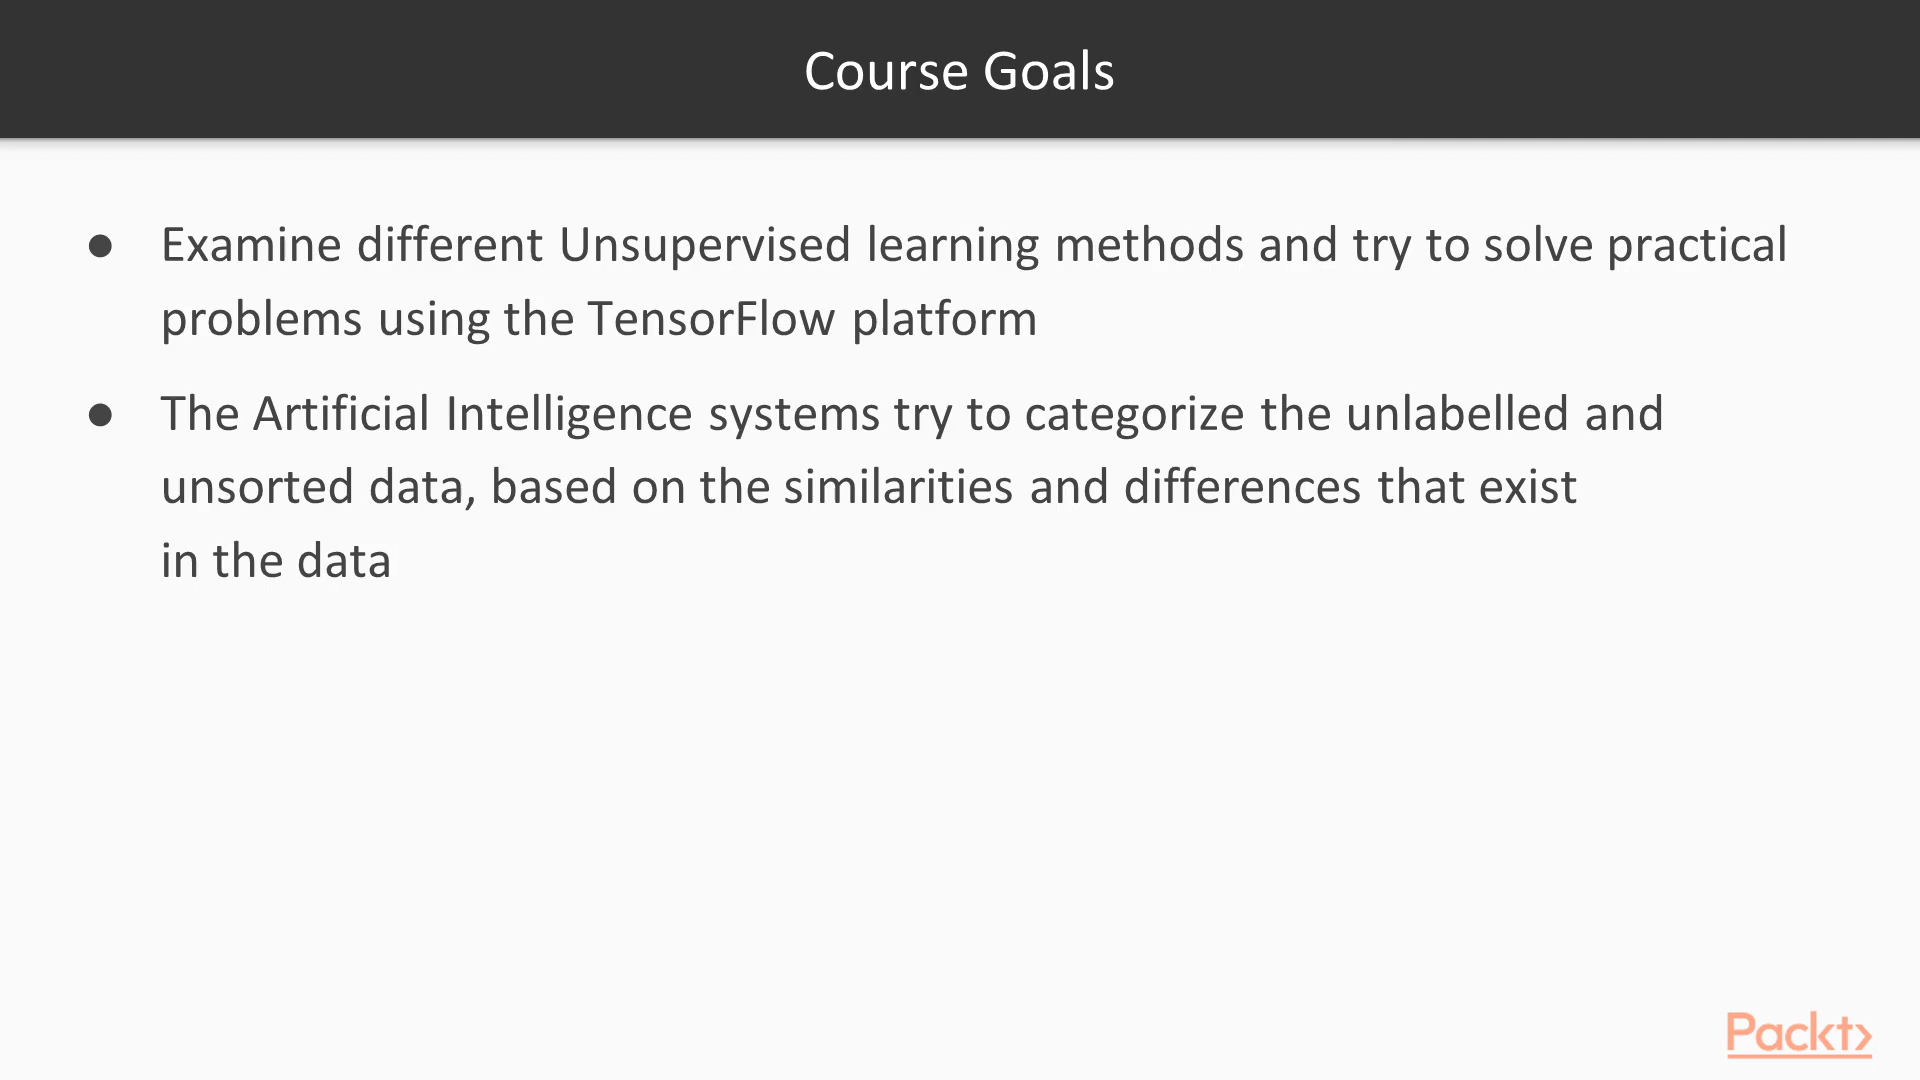 Course Goals
● Examine different Unsupervised learning methods and try to solve practical
problems using the TensorFlow platform
● The Artificial Intelligence systems try to categorize the unlabelled and
unsorted data, based on the similarities and differences that exist
in the data
Packt>